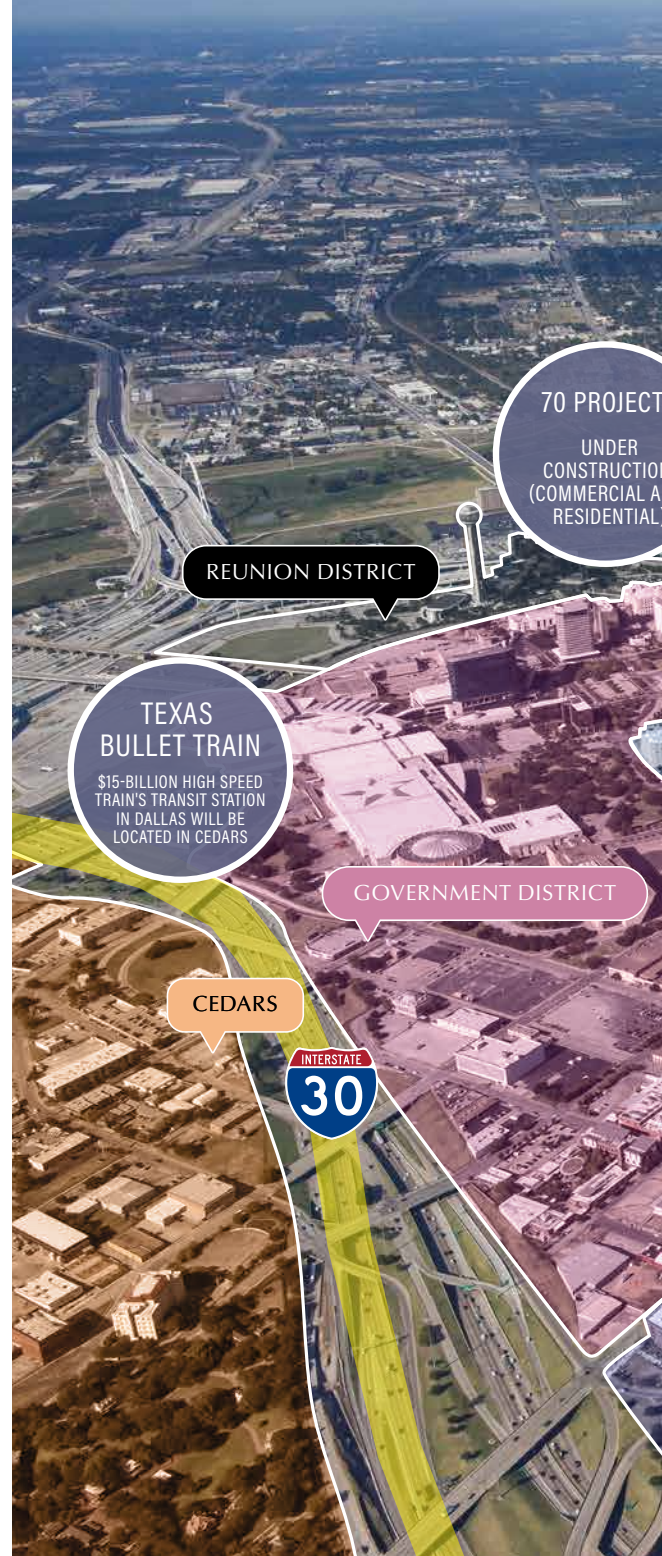 70 PROJECT
UNDER
CONSTRUCTION
(COMMERCIAL A
RESIDENTIAL)
REUNION DISTRICT
TEXAS
BULLET TRAIN
$15-BILLION HIGH SPEED
TRAIN'S TRANSIT STATION
IN DALLAS WILL BE
LOCATED IN CEDARS
GOVERNMENT DISTRICT
CEDARS
INTERSTATE
30